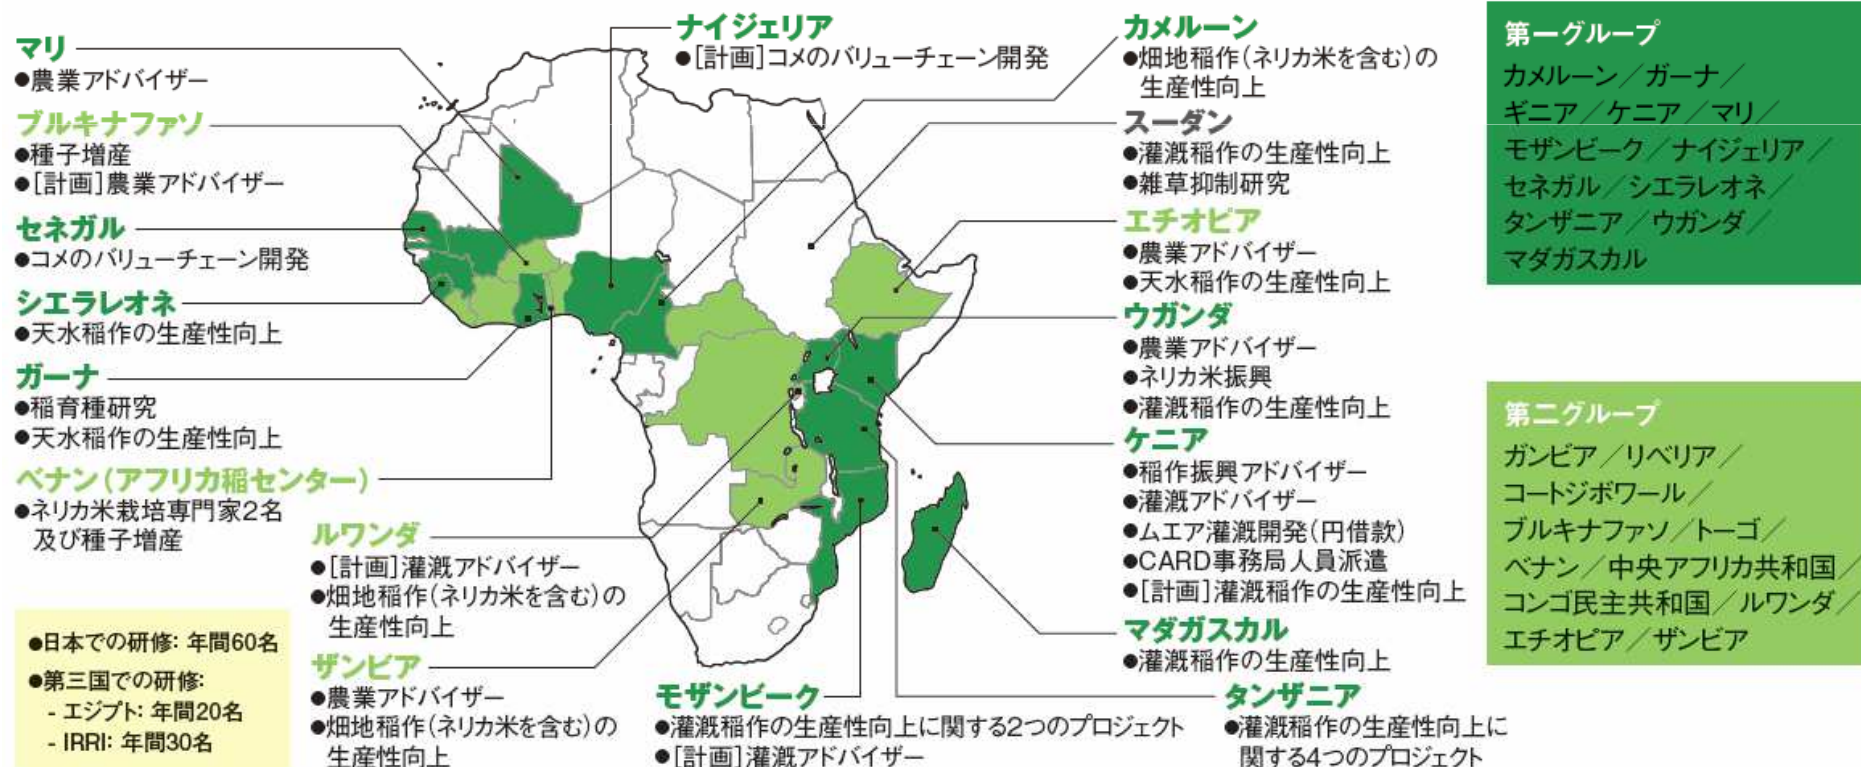 マリ
●農業アドバイザー
ブルキナファソ
●種子増産
●[計画]農業アドバイザー
セネガル
●コメのバリューチェーン開発
シエラレオネ
●天水稲作の生産性向上
ガーナ
●稲育種研究
●天水稲作の生産性向上
ベナン(アフリカ稲センター)
●ネリカ米栽培専門家2名
及び種子増産
●日本での研修: 年間60名
●第三国での研修:
- エジプト: 年間20名
- IRRI: 年間30名
ルワンダ
●[計画]灌漑アドバイザー
●畑地稲作(ネリカ米を含む)の
生産性向上
ザンビア
●農業アドバイザー
●畑地稲作(ネリカ米を含む)の
生産性向上
ナイジェリア
●[計画]コメのバリューチェーン開発
モザンビーク
●灌漑稲作の生産性向上に関する2つのプロジェクト
●[計画]灌漑アドバイザー
カメルーン
●畑地稲作(ネリカ米を含む)の
生産性向上
スーダン
●灌漑稲作の生産性向上
●雑草抑制研究
エチオピア
●農業アドバイザー
●天水稲作の生産性向上
ウガンダ
●農業アドバイザー
●ネリカ米振興
●灌漑稲作の生産性向上
ケニア
●稲作振興アドバイザー
●灌漑アドバイザー
●ムエア灌漑開発(円借款)
●CARD事務局人員派遣
●[計画]灌漑稲作の生産性向上
マダガスカル
●灌漑稲作の生産性向上
タンザニア
●灌漑稲作の生産性向上に
関する4つのプロジェクト
第一グループ
カメルーン／ガーナ／
ギニア／ケニア／マリ／
モザンビーク／ナイジェリア／
セネガル／シエラレオネ／
タンザニア／ウガンダ／
マダガスカル
第二グループ
ガンビア／リベリア／
コートジボワール／
ブルキナファソ／トーゴ／
ベナン／中央アフリカ共和国／
コンゴ民主共和国／ルワンダ／
エチオピア／ザンビア